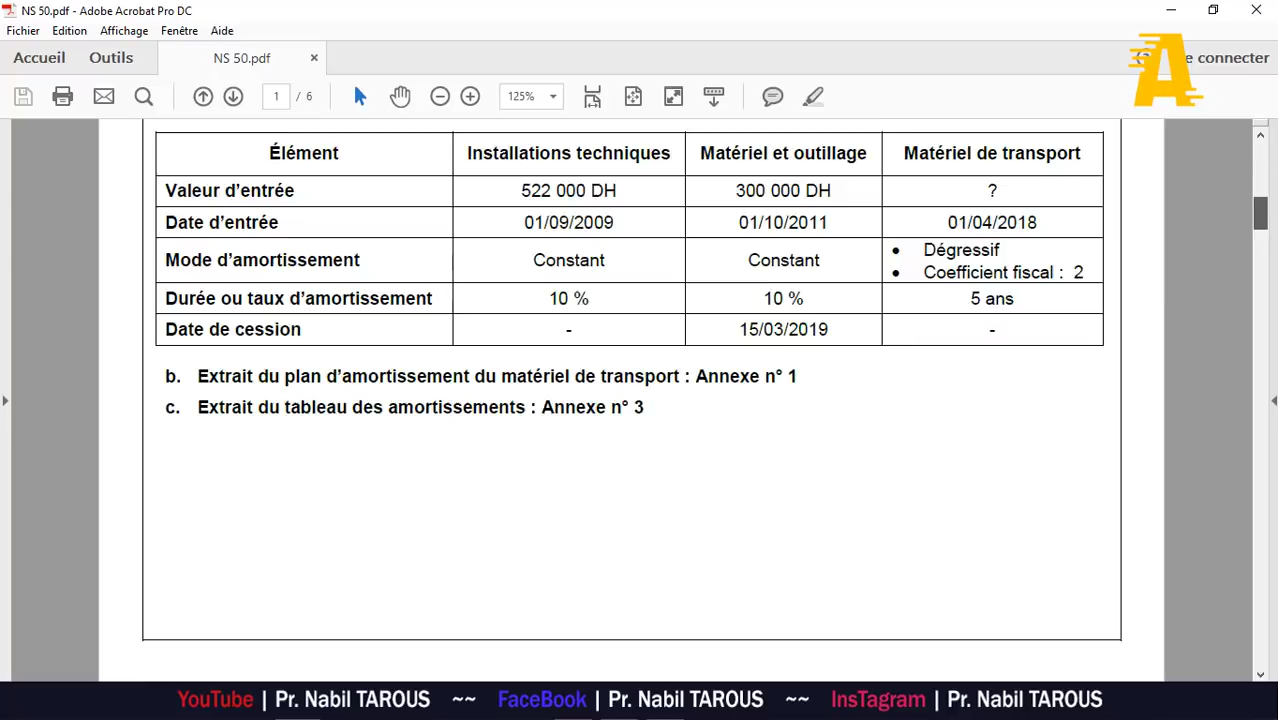 NS 50.pdf - Adobe Acrobat Pro DC
Fichier Edition Affichage Fenêtre Aide
Accueil Outils NS 50.pdf × e connecter
1 / 6 125%
Élément Installations techniques Matériel et outillage Matériel de transport
Valeur d'entrée 522 000 DH 300 000 DH ?
Date d'entrée 01/09/2009 01/10/2011 01/04/2018
Mode d'amortissement Constant Constant • Dégressif
• Coefficient fiscal : 2
Durée ou taux d'amortissement 10 % 10 % 5 ans
Date de cession - 15/03/2019 -
b. Extrait du plan d'amortissement du matériel de transport : Annexe n° 1
c. Extrait du tableau des amortissements : Annexe n° 3
YouTube | Pr. Nabil TAROUS ~~ FaceBook | Pr. Nabil TAROUS ~~ InsTagram | Pr. Nabil TAROUS